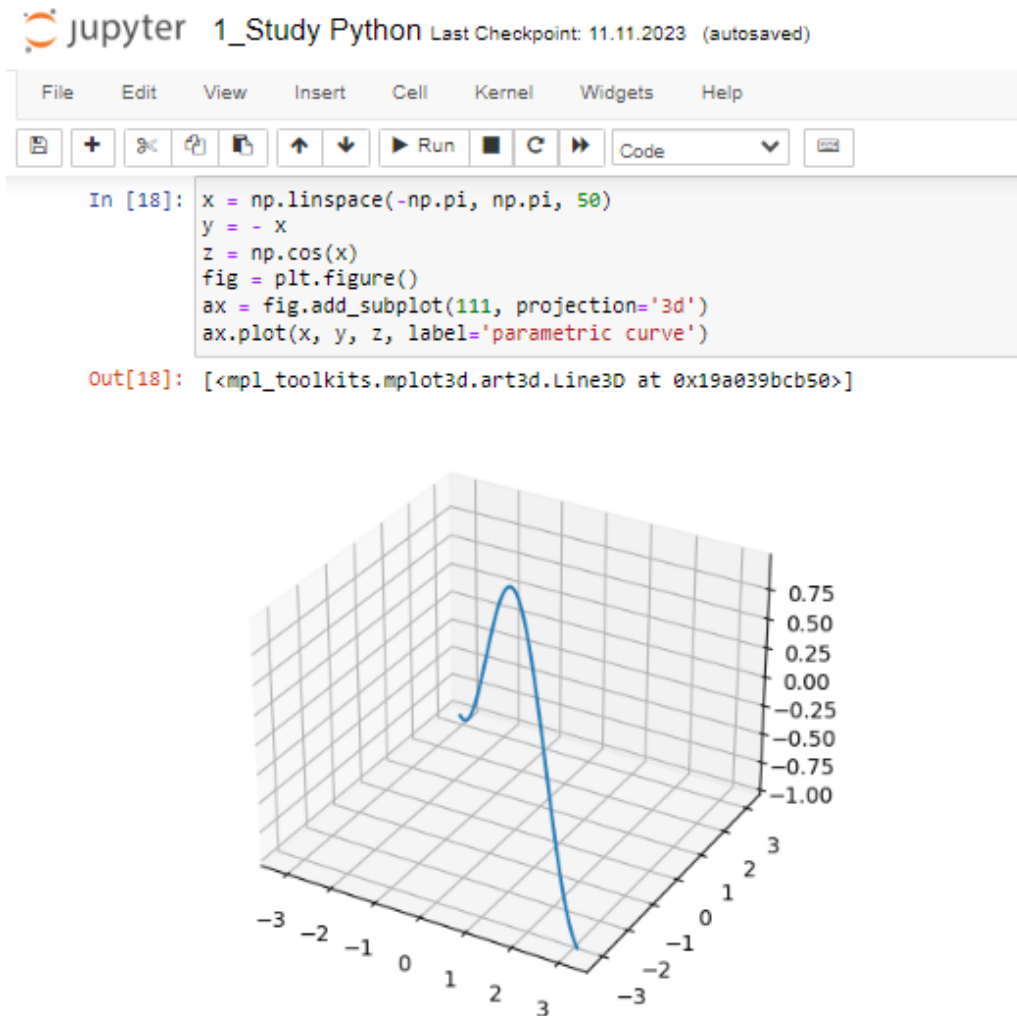 jupyter 1_Study Python Last Checkpoint: 11.11.2023 (autosaved)
File Edit View Insert Cell Kernel Widgets Help
Run Code
In [18]: x = np.linspace(-np.pi, np.pi, 50)
y = - x
z = np.cos(x)
fig = plt.figure()
ax = fig.add_subplot(111, projection='3d')
ax.plot(x, y, z, label='parametric curve')
Out[18]: [<mpl_toolkits.mplot3d.art3d.Line3D at 0x19a039bcb50>]
0.75
0.50
0.25
0.00
−0.25
−0.50
−0.75
−1.00
3
2
1
0
−1
−2
−3
−3 −2 −1 0 1 2 3